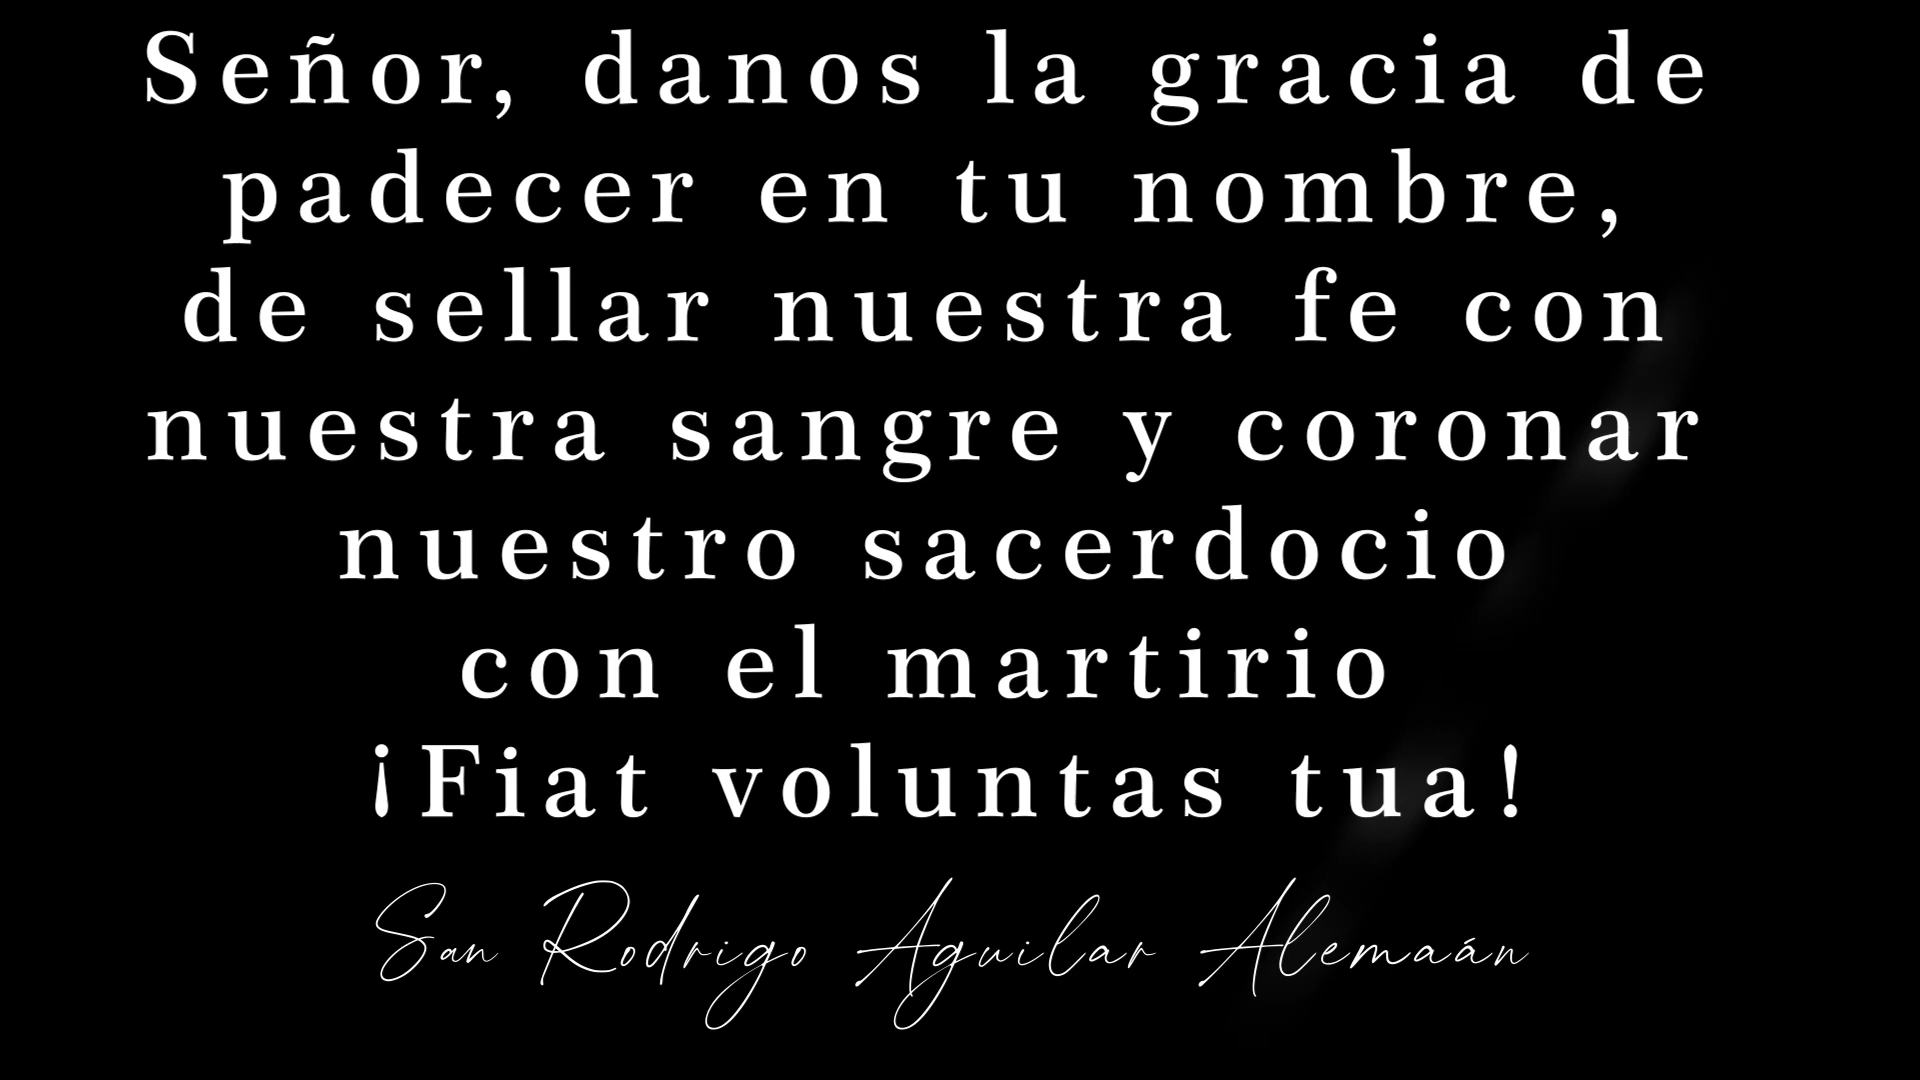 Señor, danos la gracia de
padecer en tu nombre,
de sellar nuestra fe con
nuestra sangre y coronar
nuestro sacerdocio
con el martirio
¡Fiat voluntas tua!
San Rodrigo Aguilar Alemaán